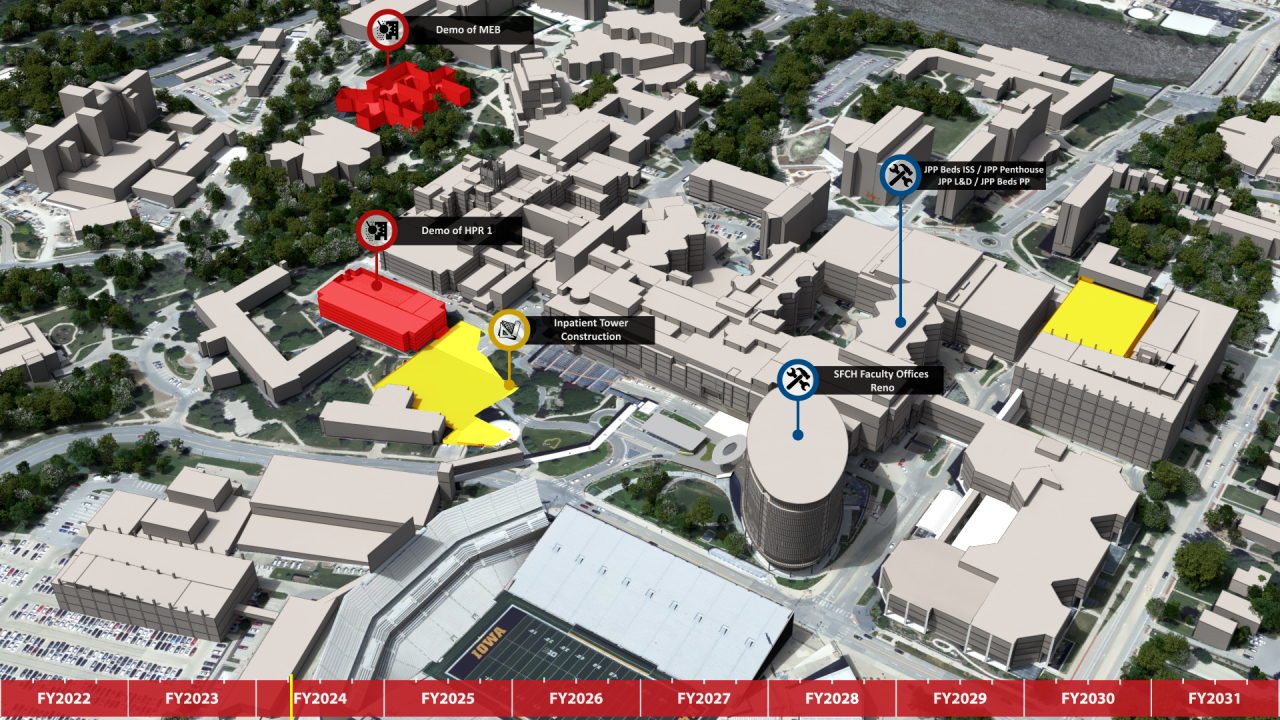 Demo of MEB
JPP Beds ISS / JPP Penthouse
JPP L&D / JPP Beds PP
Demo of HPR 1
Inpatient Tower
Construction
SFCH Faculty Offices
Reno
IOWA
FY2022
FY2023
FY2024
FY2025
FY2026
FY2027
FY2028
FY2029
FY2030
FY2031